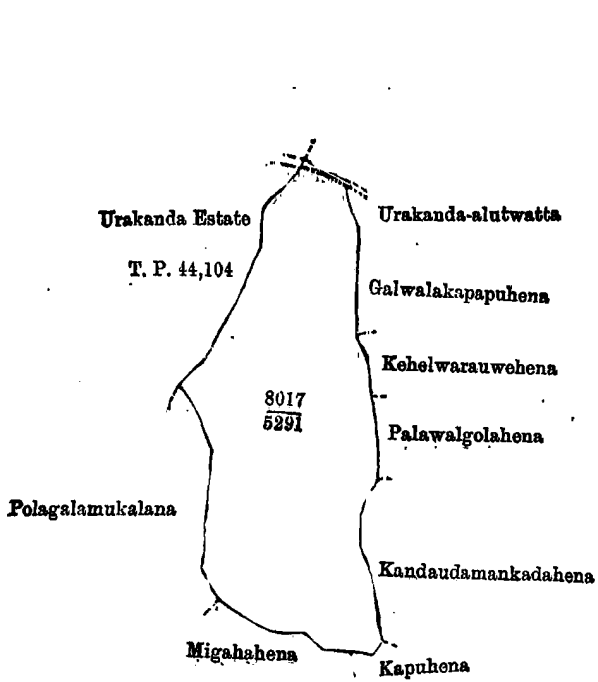 Urakanda Estate
Urakanda-alutwatta
T. P. 44,104
Galwalakapapuhena
Kehelwarauwehena
8017
5291
Palawalgolahena
Polagalamukalana
Kandaudamankadahena
Migahahena
Kapuhena